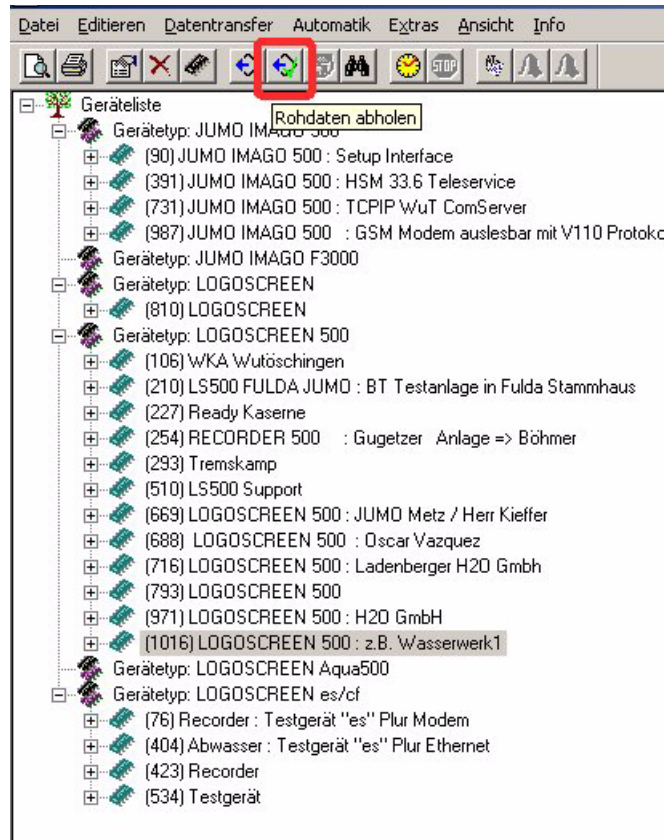 Datei Editieren Datentransfer Automatik Extras Ansicht Info
STOP
Geräteliste
Rohdaten abholen
Gerätetyp: JUMO IMAGO 500
(90) JUMO IMAGO 500 : Setup Interface
(391) JUMO IMAGO 500 : HSM 33.6 Teleservice
(731) JUMO IMAGO 500 : TCPIP WuT ComServer
(987) JUMO IMAGO 500 : GSM Modem auslesbar mit V110 Protoko
Gerätetyp: JUMO IMAGO F3000
Gerätetyp: LOGOSCREEN
(810) LOGOSCREEN
Gerätetyp: LOGOSCREEN 500
(106) WKA Wutöschingen
(210) LS500 FULDA JUMO : BT Testanlage in Fulda Stammhaus
(227) Ready Kaserne
(254) RECORDER 500 : Gugetzer Anlage => Böhmer
(293) Tremskamp
(510) LS500 Support
(669) LOGOSCREEN 500 : JUMO Metz / Herr Kieffer
(688) LOGOSCREEN 500 : Oscar Vazquez
(716) LOGOSCREEN 500 : Ladenberger H2O Gmbh
(793) LOGOSCREEN 500
(971) LOGOSCREEN 500 : H2O GmbH
(1016) LOGOSCREEN 500 : z.B. Wasserwerk1
Gerätetyp: LOGOSCREEN Aqua500
Gerätetyp: LOGOSCREEN es/cf
(76) Recorder : Testgerät "es" Plur Modem
(404) Abwasser : Testgerät "es" Plur Ethernet
(423) Recorder
(534) Testgerät